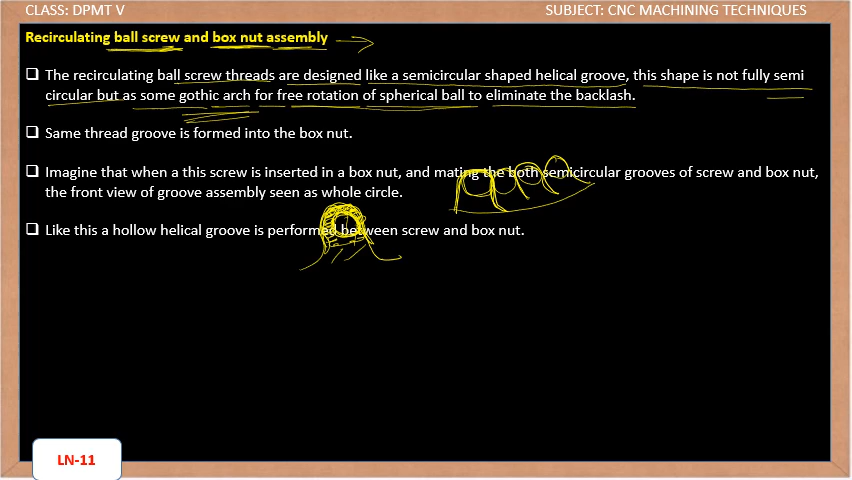 CLASS: DPMT V SUBJECT: CNC MACHINING TECHNIQUES
Recirculating ball screw and box nut assembly
The recirculating ball screw threads are designed like a semicircular shaped helical groove, this shape is not fully semi
circular but as some gothic arch for free rotation of spherical ball to eliminate the backlash.
Same thread groove is formed into the box nut.
Imagine that when a this screw is inserted in a box nut, and mating the both semicircular grooves of screw and box nut,
the front view of groove assembly seen as whole circle.
Like this a hollow helical groove is performed between screw and box nut.
LN-11